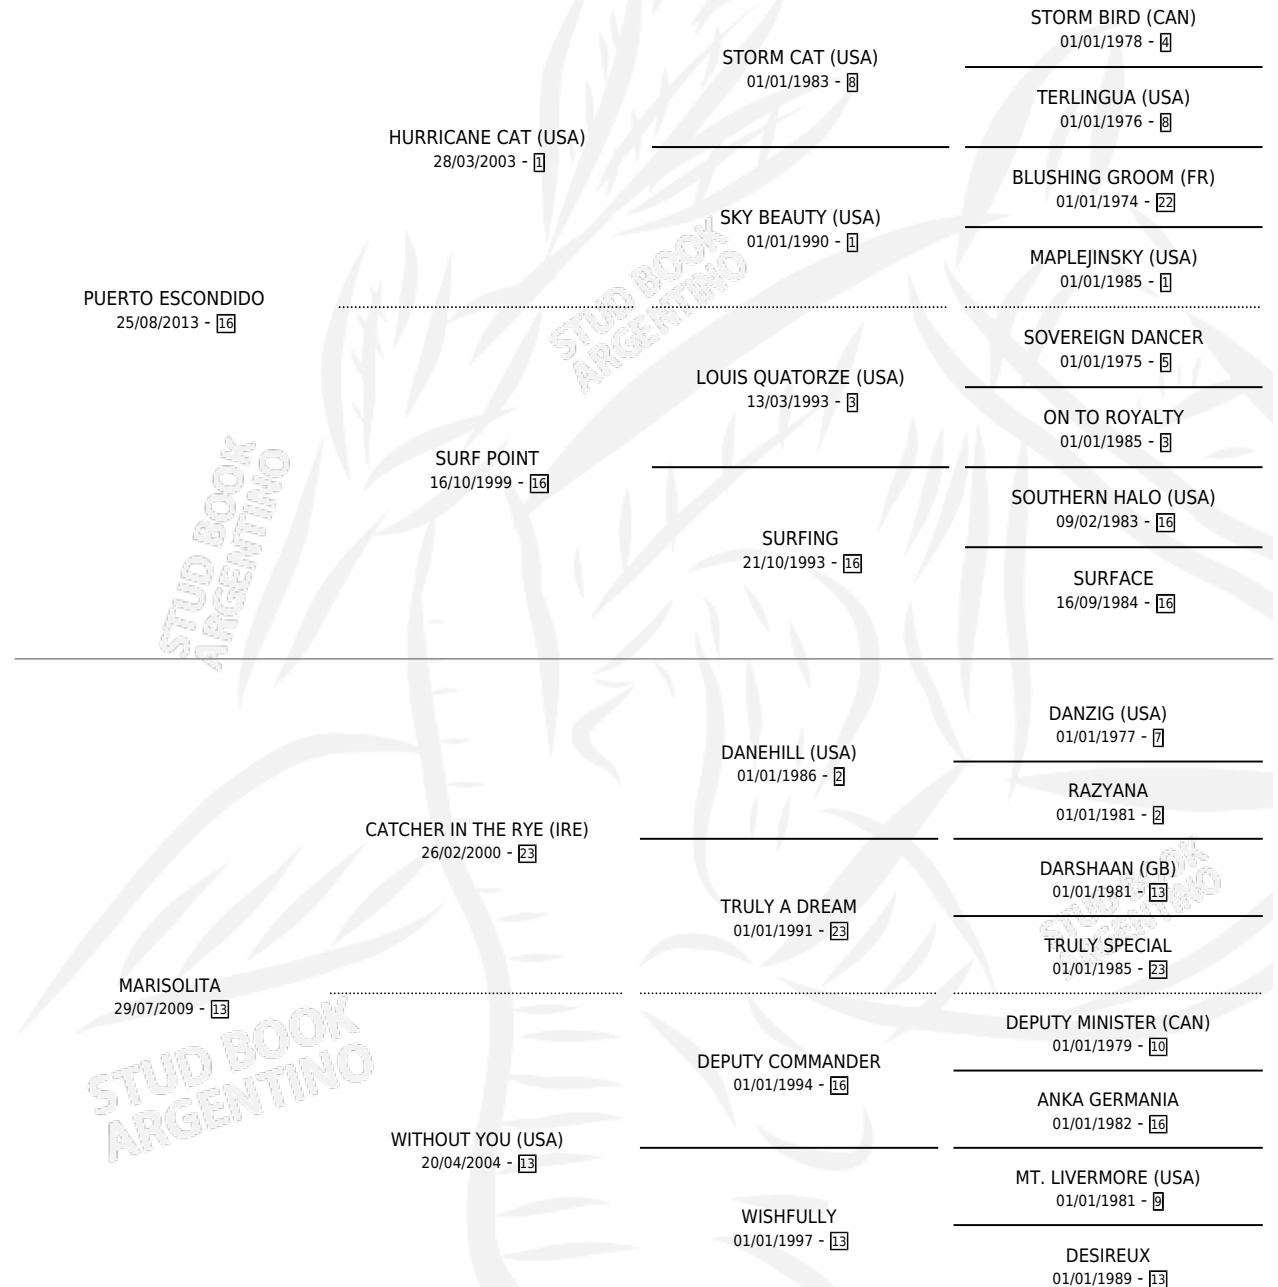 STORM BIRD (CAN)
01/01/1978 - 4
STORM CAT (USA)
01/01/1983 - 8
TERLINGUA (USA)
01/01/1976 - 8
HURRICANE CAT (USA)
28/03/2003 - 1
BLUSHING GROOM (FR)
01/01/1974 - 22
SKY BEAUTY (USA)
01/01/1990 - 1
MAPLEJINSKY (USA)
01/01/1985 - 1
PUERTO ESCONDIDO
25/08/2013 - 16
SOVEREIGN DANCER
01/01/1975 - 5
LOUIS QUATORZE (USA)
13/03/1993 - 3
ON TO ROYALTY
01/01/1985 - 3
SURF POINT
16/10/1999 - 16
SOUTHERN HALO (USA)
09/02/1983 - 16
SURFING
21/10/1993 - 16
SURFACE
16/09/1984 - 16
STUD BOOK
ARGENTINO
STUD BOOK
ARGENTINO
DANZIG (USA)
01/01/1977 - 7
DANEHILL (USA)
01/01/1986 - 2
RAZYANA
01/01/1981 - 2
CATCHER IN THE RYE (IRE)
26/02/2000 - 23
DARSHAAN (GB)
01/01/1981 - 13
TRULY A DREAM
01/01/1991 - 23
TRULY SPECIAL
01/01/1985 - 23
MARISOLITA
29/07/2009 - 13
DEPUTY MINISTER (CAN)
01/01/1979 - 10
DEPUTY COMMANDER
01/01/1994 - 16
ANKA GERMANIA
01/01/1982 - 16
WITHOUT YOU (USA)
20/04/2004 - 13
MT. LIVERMORE (USA)
01/01/1981 - 9
WISHFULLY
01/01/1997 - 13
DESIREUX
01/01/1989 - 13
STUD BOOK
ARGENTINO
STUD BOOK
ARGENTINO